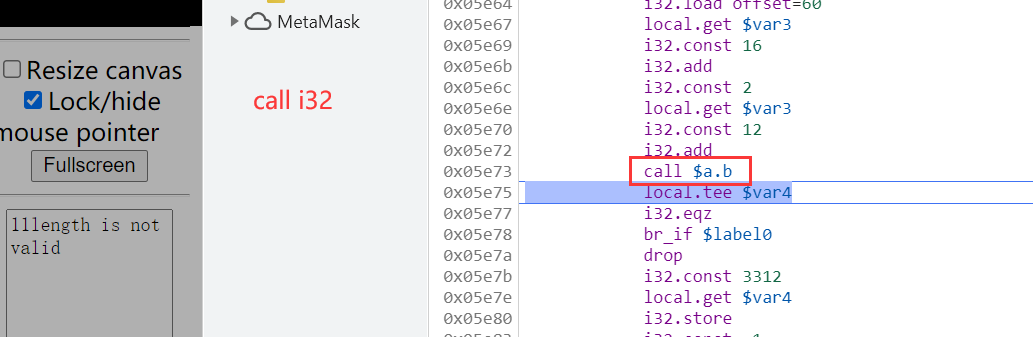 Resize canvas
Lock/hide
mouse pointer
Fullscreen
lllength is not
valid
MetaMask
call i32
0x05e64 i32.load offset=60
0x05e67 local.get $var3
0x05e69 i32.const 16
0x05e6b i32.add
0x05e6c i32.const 2
0x05e6e local.get $var3
0x05e70 i32.const 12
0x05e72 i32.add
0x05e73 call $a.b
0x05e75 local.tee $var4
0x05e77 i32.eqz
0x05e78 br_if $label0
0x05e7a drop
0x05e7b i32.const 3312
0x05e7e local.get $var4
0x05e80 i32.store